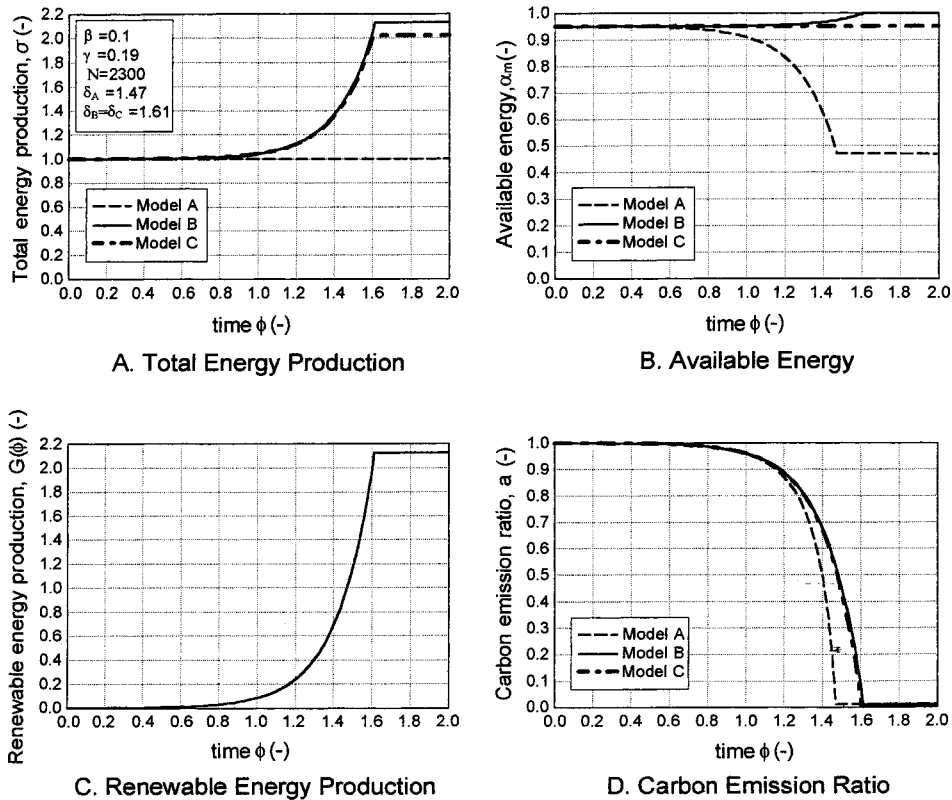 Total energy production, σ (-)
2.2
2.0
1.8
1.6
1.4
1.2
1.0
0.8
0.6
0.4
0.2
0.0
β =0.1
γ =0.19
N=2300
δA =1.47
δB=δC =1.61
Model A
Model B
Model C
0.0 0.2 0.4 0.6 0.8 1.0 1.2 1.4 1.6 1.8 2.0
time ϕ (-)
A. Total Energy Production
Available energy,αm(-)
1.0
0.9
0.8
0.7
0.6
0.5
0.4
0.3
0.2
0.1
0.0
Model A
Model B
Model C
0.0 0.2 0.4 0.6 0.8 1.0 1.2 1.4 1.6 1.8 2.0
time ϕ (-)
B. Available Energy
Renewable energy production, G(ϕ) (-)
2.2
2.0
1.8
1.6
1.4
1.2
1.0
0.8
0.6
0.4
0.2
0.0
0.0 0.2 0.4 0.6 0.8 1.0 1.2 1.4 1.6 1.8 2.0
time ϕ (-)
C. Renewable Energy Production
Carbon emission ratio, a (-)
1.0
0.9
0.8
0.7
0.6
0.5
0.4
0.3
0.2
0.1
0.0
Model A
Model B
Model C
0.0 0.2 0.4 0.6 0.8 1.0 1.2 1.4 1.6 1.8 2.0
time ϕ (-)
D. Carbon Emission Ratio